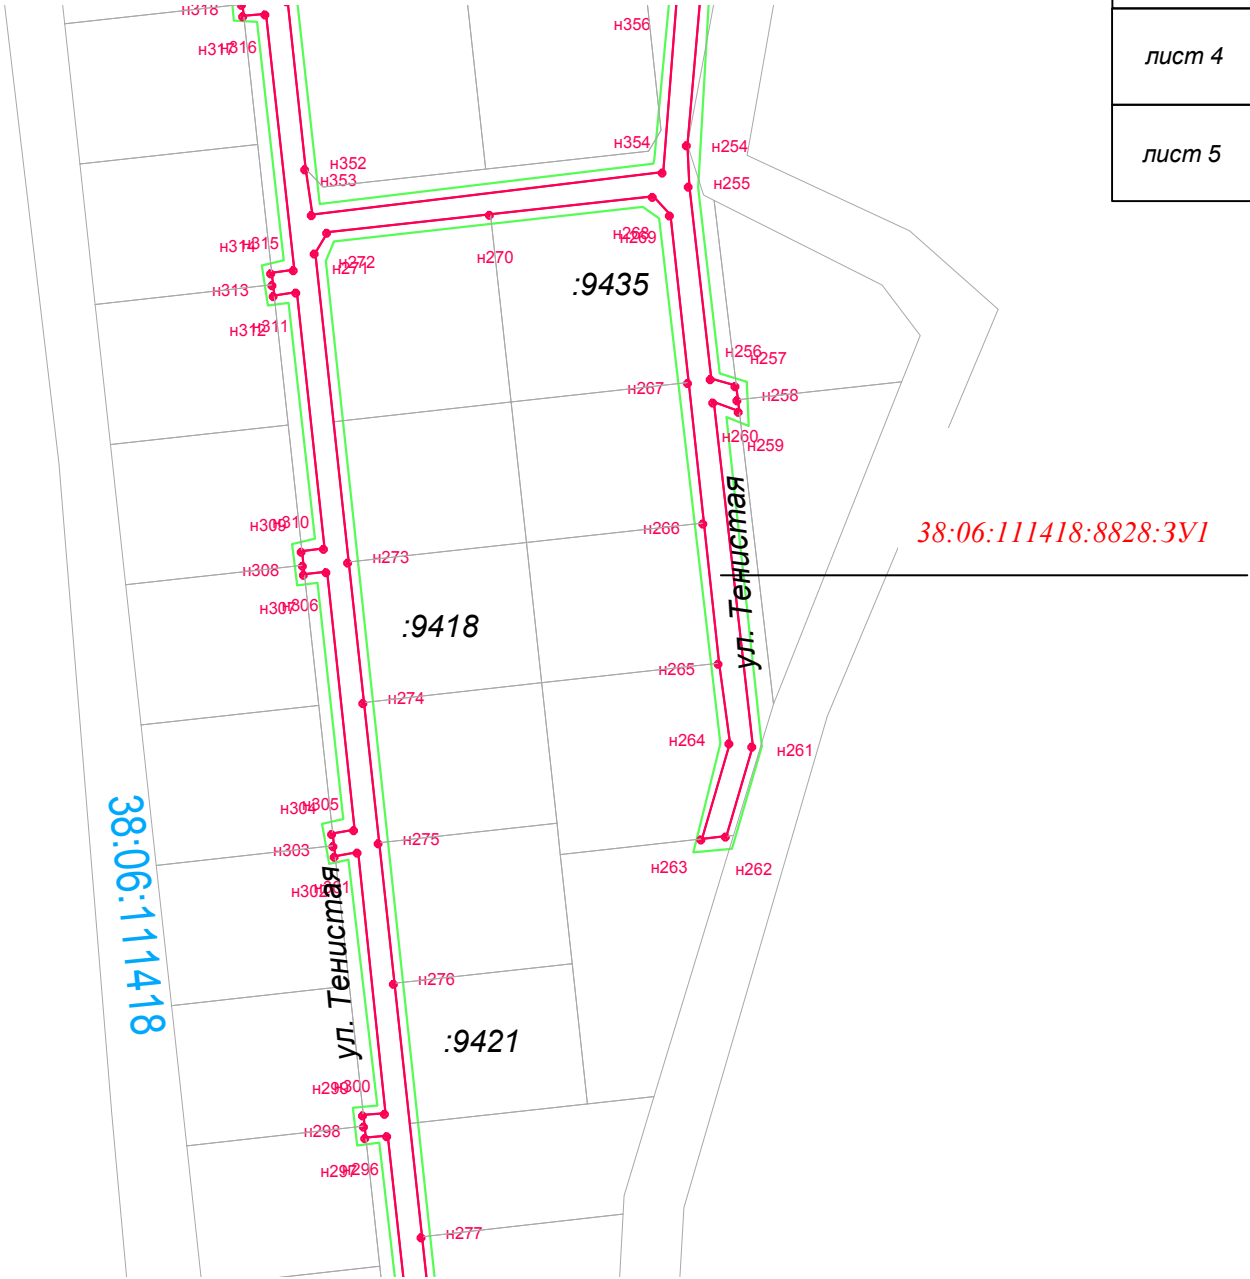 н318
н317
н316
н356
лист 4
н352
н353
н354
н254
лист 5
н255
н314
н315
н272
н271
н270
н268
н269
:9435
н313
н312
н311
н256
н257
н267
н258
н260
н259
н309
н310
н266
ул. Тенистая
38:06:111418:8828:ЗУ1
н308
н273
н307
н306
:9418
н265
н274
н264
н261
н304
н305
н303
н275
н263
н262
н302
н301
38:06:111418
ул. Тенистая
н276
:9421
н299
н300
н298
н297
н296
н277